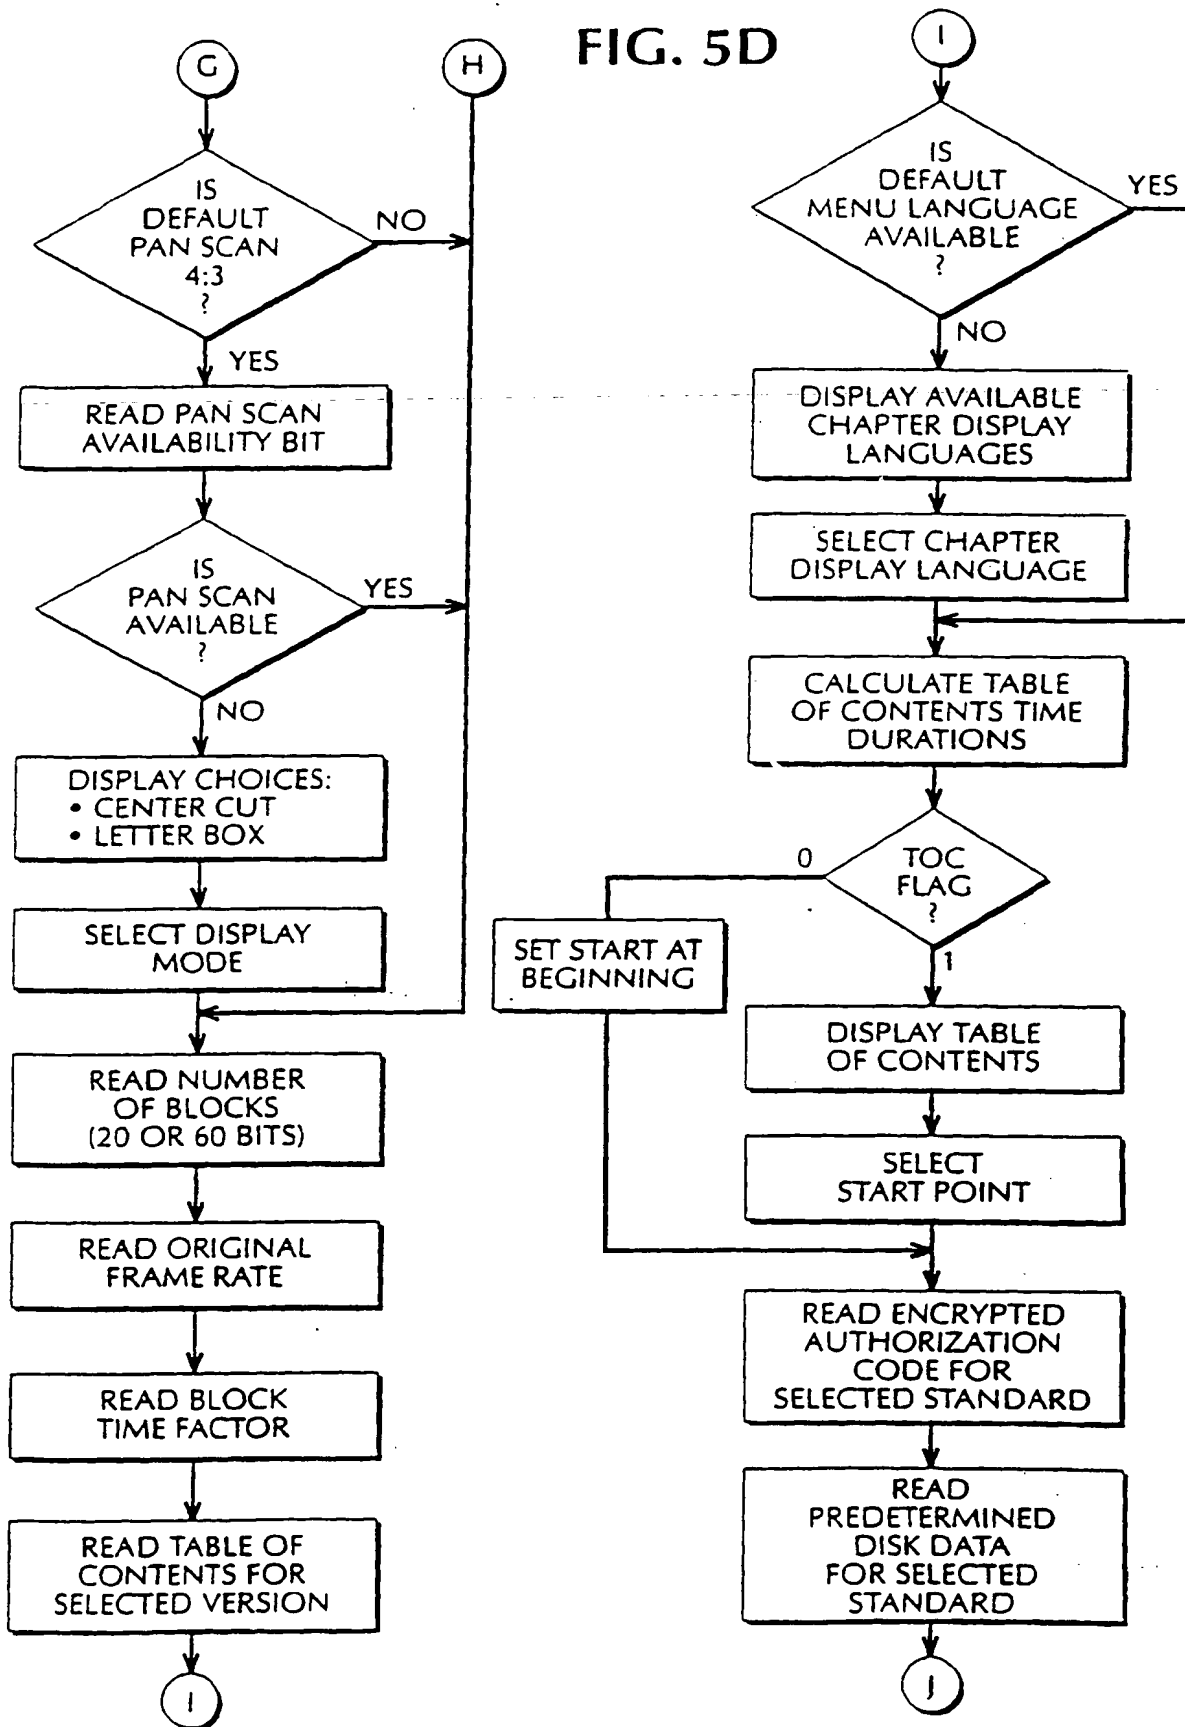 FIG. 5D
G
H
IS
DEFAULT
PAN SCAN
4:3
?
NO
YES
READ PAN SCAN
AVAILABILITY BIT
IS
PAN SCAN
AVAILABLE
?
YES
NO
DISPLAY CHOICES:
• CENTER CUT
• LETTER BOX
SELECT DISPLAY
MODE
READ NUMBER
OF BLOCKS
(20 OR 60 BITS)
READ ORIGINAL
FRAME RATE
READ BLOCK
TIME FACTOR
READ TABLE OF
CONTENTS FOR
SELECTED VERSION
I
I
IS
DEFAULT
MENU LANGUAGE
AVAILABLE
?
YES
NO
DISPLAY AVAILABLE
CHAPTER DISPLAY
LANGUAGES
SELECT CHAPTER
DISPLAY LANGUAGE
CALCULATE TABLE
OF CONTENTS TIME
DURATIONS
TOC
FLAG
?
0
1
SET START AT
BEGINNING
DISPLAY TABLE
OF CONTENTS
SELECT
START POINT
READ ENCRYPTED
AUTHORIZATION
CODE FOR
SELECTED STANDARD
READ
PREDETERMINED
DISK DATA
FOR SELECTED
STANDARD
J